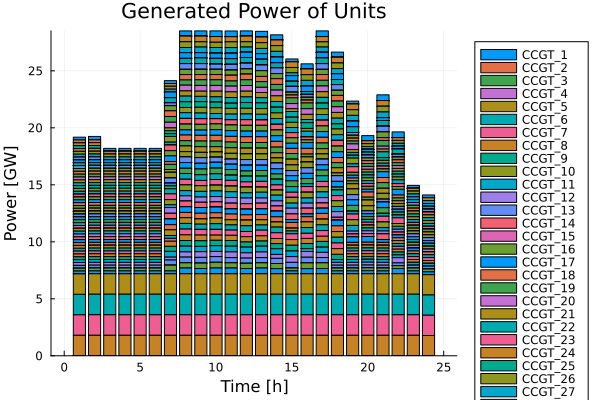 Generated Power of Units
Power [GW]
25
20
15
10
5
0
0 5 10 15 20 25
Time [h]
CCGT_1
CCGT_2
CCGT_3
CCGT_4
CCGT_5
CCGT_6
CCGT_7
CCGT_8
CCGT_9
CCGT_10
CCGT_11
CCGT_12
CCGT_13
CCGT_14
CCGT_15
CCGT_16
CCGT_17
CCGT_18
CCGT_19
CCGT_20
CCGT_21
CCGT_22
CCGT_23
CCGT_24
CCGT_25
CCGT_26
CCGT_27